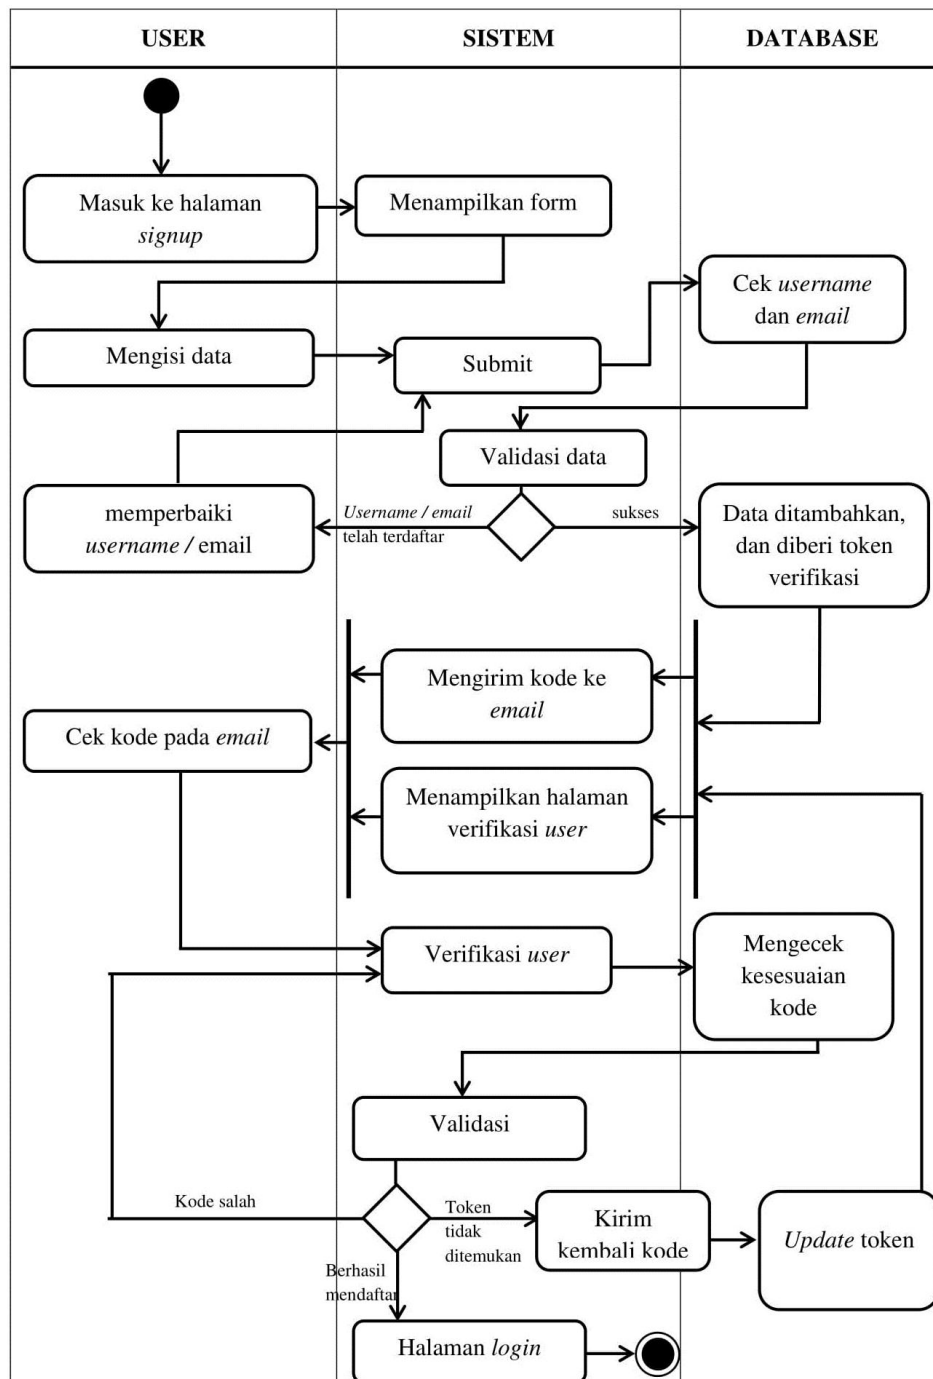 USER
SISTEM
DATABASE
Masuk ke halaman
signup
Menampilkan form
Cek username
dan email
Mengisi data
Submit
Validasi data
memperbaiki
username / email
Username / email
telah terdaftar
sukses
Data ditambahkan,
dan diberi token
verifikasi
Mengirim kode ke
email
Cek kode pada email
Menampilkan halaman
verifikasi user
Verifikasi user
Mengecek
kesesuaian
kode
Validasi
Kode salah
Token
tidak
ditemukan
Kirim
kembali kode
Update token
Berhasil
mendaftar
Halaman login